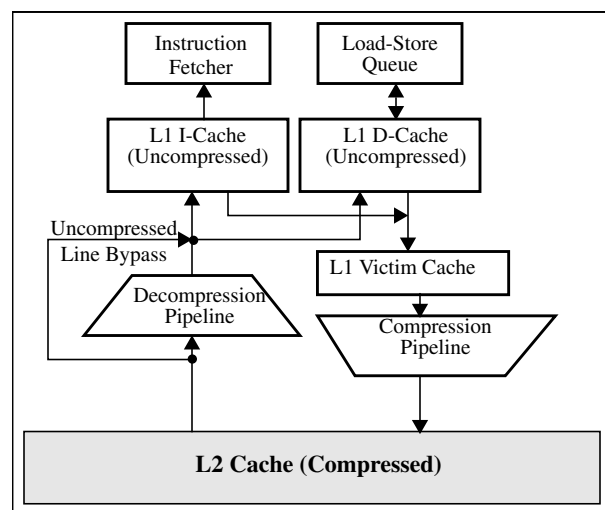 Instruction
Fetcher
Load-Store
Queue
L1 I-Cache
(Uncompressed)
L1 D-Cache
(Uncompressed)
Uncompressed
Line Bypass
L1 Victim Cache
Decompression
Pipeline
Compression
Pipeline
L2 Cache (Compressed)